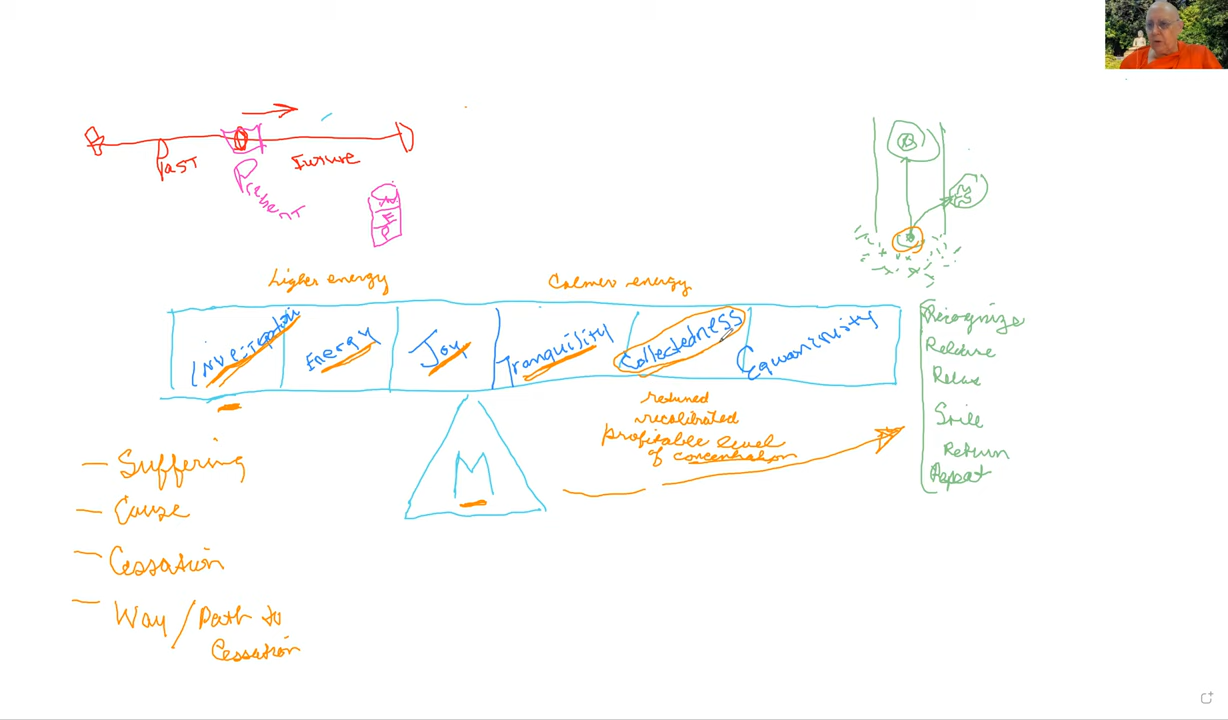 Past
Present
Future
Higher energy
Calmer energy
Investigation
Energy
Joy
Tranquility
Collectedness
Equanimity
M
retuned
recalibrated
profitable level
of concentration
Recognize
Release
Relax
Smile
Return
Repeat
Suffering
Cause
Cessation
Way / Path to
Cessation